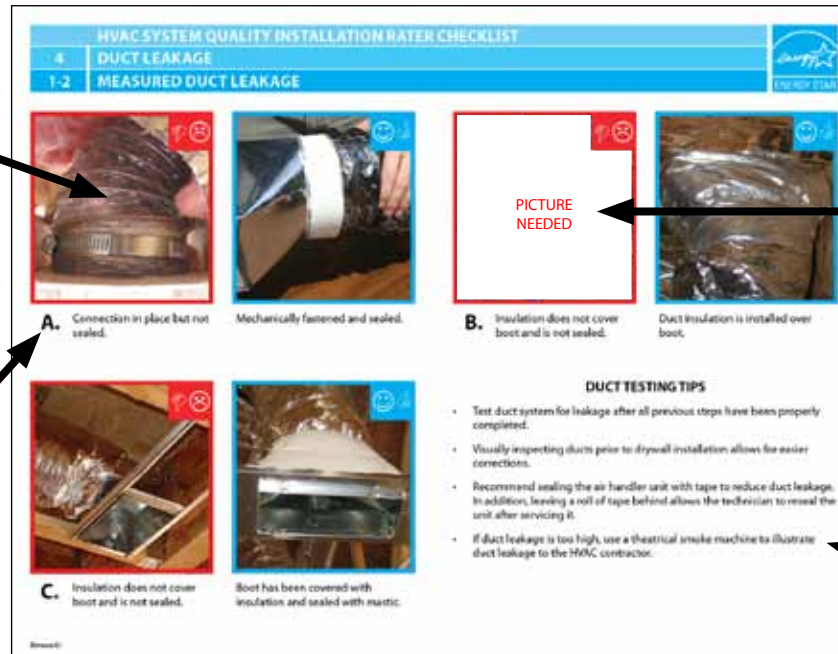 HVAC SYSTEM QUALITY INSTALLATION RATER CHECKLIST
4 DUCT LEAKAGE
1-2 MEASURED DUCT LEAKAGE
ENERGY STAR
PICTURE
NEEDED
A. Connection in place but not
sealed.
Mechanically fastened and sealed.
B. Insulation does not cover
boot and is not sealed.
Duct insulation is installed over
boot.
DUCT TESTING TIPS
• Test duct system for leakage after all previous steps have been properly
completed.
• Visually inspecting ducts prior to drywall installation allows for easier
corrections.
• Recommend sealing the air handler unit with tape to reduce duct leakage.
In addition, leaving a roll of tape behind allows the technician to reseal the
unit after servicing it.
• If duct leakage is too high, use a theatrical smoke machine to illustrate
duct leakage to the HVAC contractor.
C. Insulation does not cover
boot and is not sealed.
Boot has been covered with
insulation and sealed with mastic.